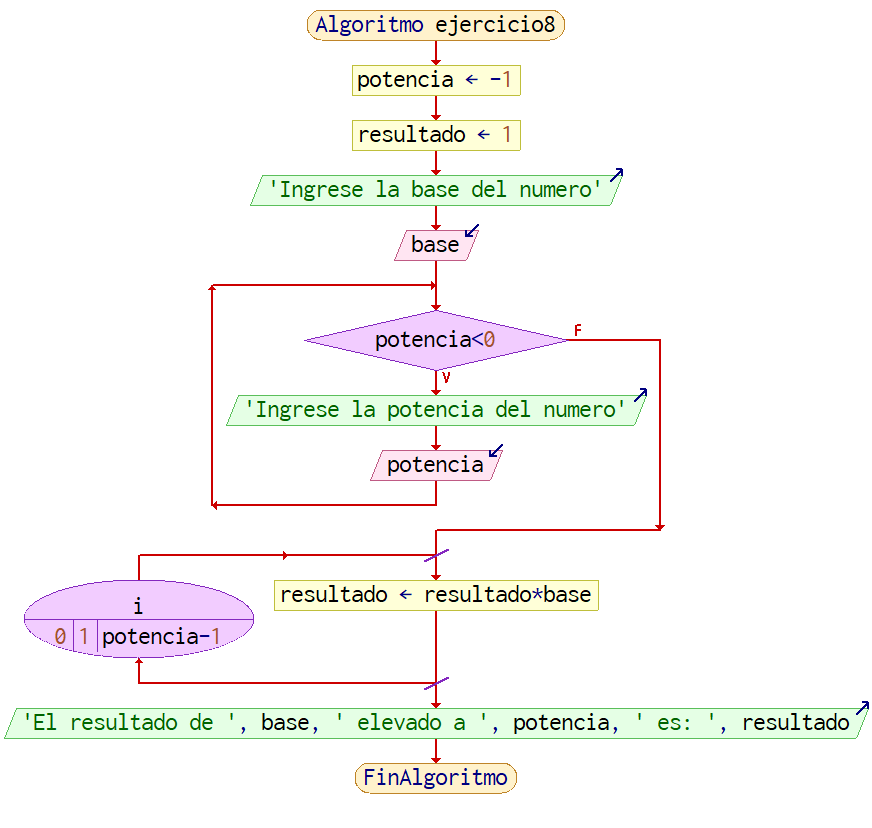 Algoritmo ejercicio8
potencia ← -1
resultado ← 1
'Ingrese la base del numero'
base
potencia<0
F
V
'Ingrese la potencia del numero'
potencia
i
0 1 potencia-1
resultado ← resultado*base
'El resultado de ', base, ' elevado a ', potencia, ' es: ', resultado
FinAlgoritmo